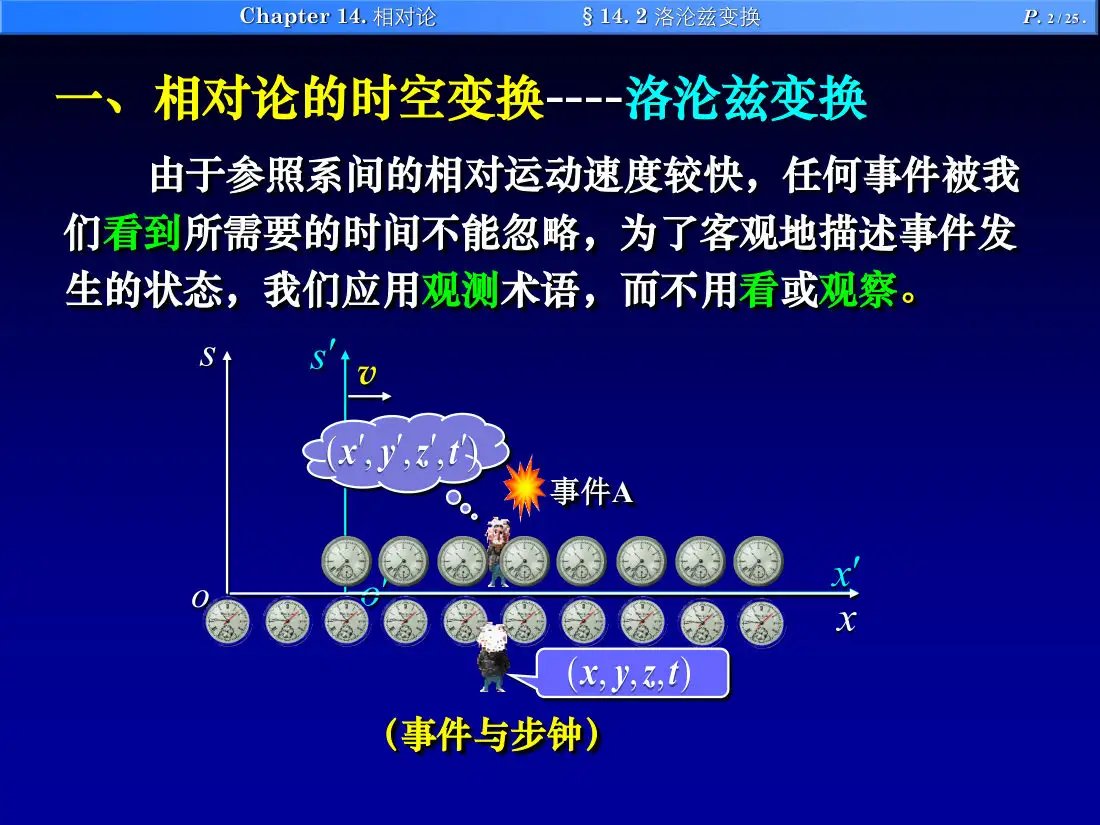 Chapter 14. 相对论 §14. 2 洛沦兹变换 P. 2 / 25 .
一、相对论的时空变换----洛沦兹变换
由于参照系间的相对运动速度较快，任何事件被我
们看到所需要的时间不能忽略，为了客观地描述事件发
生的状态，我们应用观测术语，而不用看或观察。
s s′
v
(x′, y′, z′, t′)
事件A
x′
o o′
x
(x, y, z, t)
(事件与步钟)